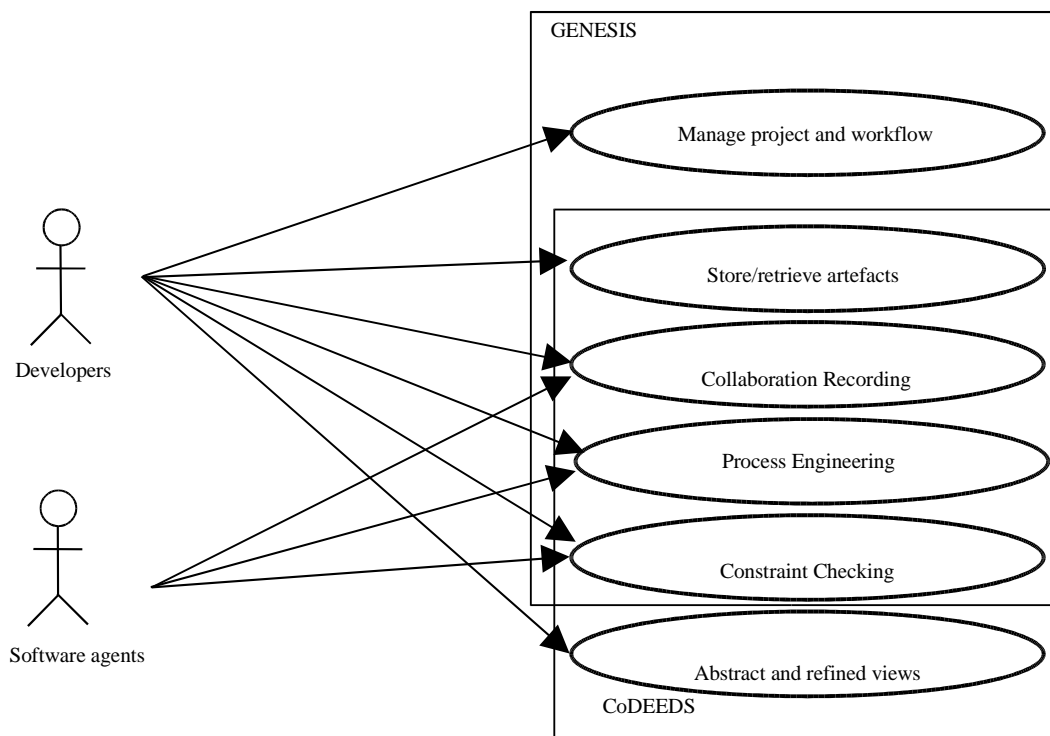 GENESIS
Manage project and workflow
Store/retrieve artefacts
Developers
Collaboration Recording
Process Engineering
Constraint Checking
Software agents
Abstract and refined views
CoDEEDS